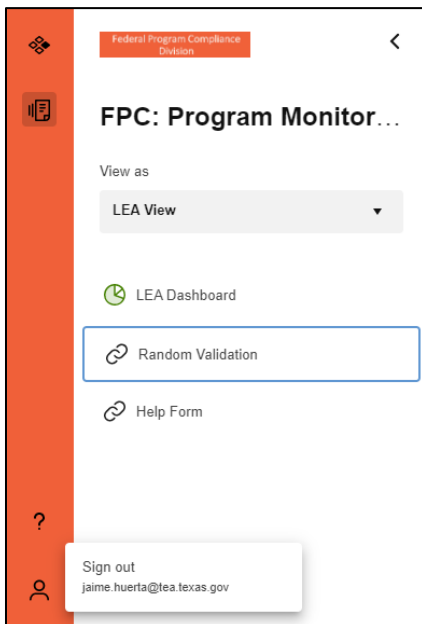 Federal Program Compliance
Division
FPC: Program Monitor...
View as
LEA View
LEA Dashboard
Random Validation
Help Form
?
Sign out
jaime.huerta@tea.texas.gov